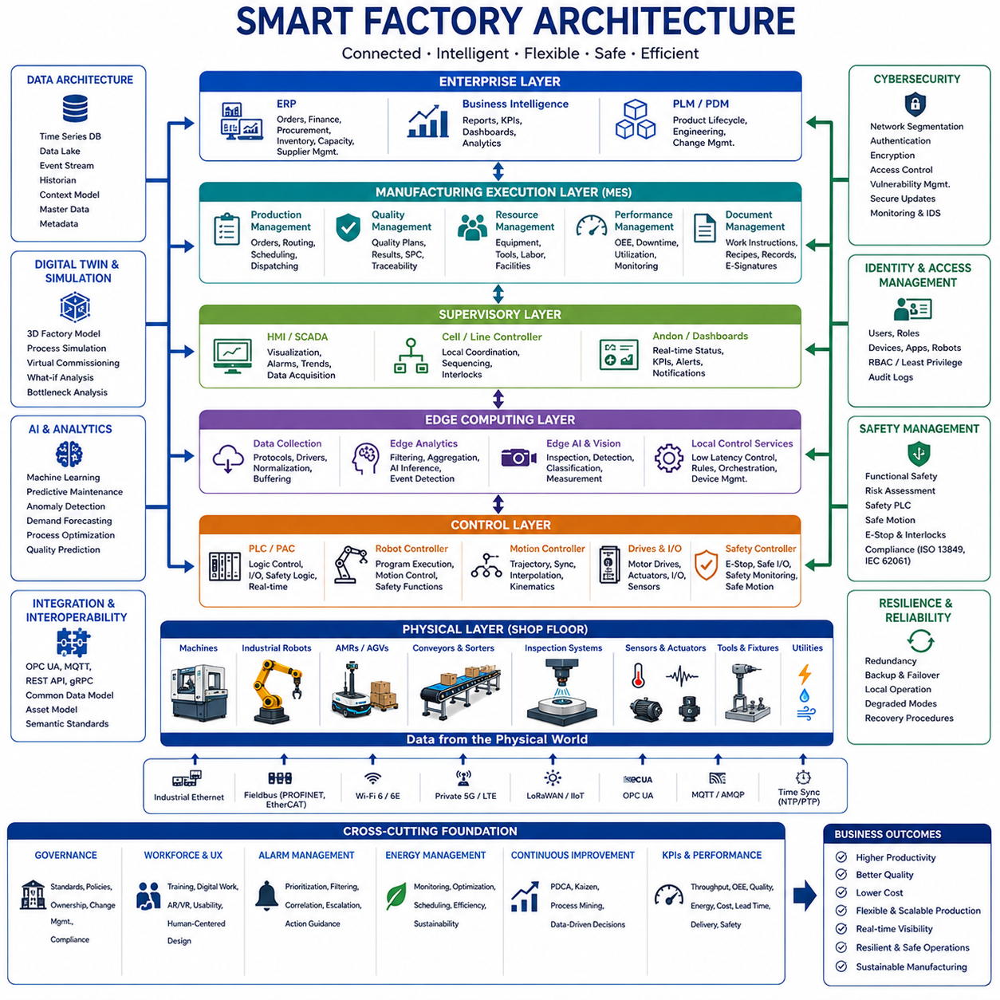 SMART FACTORY ARCHITECTURE
Connected · Intelligent · Flexible · Safe · Efficient
DATA ARCHITECTURE
Time Series DB
Data Lake
Event Stream
Historian
Context Model
Master Data
Metadata
DIGITAL TWIN &
SIMULATION
3D Factory Model
Process Simulation
Virtual Commissioning
What-if Analysis
Bottleneck Analysis
AI & ANALYTICS
Machine Learning
Predictive Maintenance
Anomaly Detection
Demand Forecasting
Process Optimization
Quality Prediction
INTEGRATION &
INTEROPERABILITY
OPC UA, MQTT,
REST API, gRPC
Common Data Model
Asset Model
Semantic Standards
ENTERPRISE LAYER
ERP
Orders, Finance,
Procurement,
Inventory, Capacity,
Supplier Mgmt.
Business Intelligence
Reports, KPIs,
Dashboards,
Analytics
PLM / PDM
Product Lifecycle,
Engineering,
Change Mgmt.
MANUFACTURING EXECUTION LAYER (MES)
Production
Management
Orders, Routing,
Scheduling,
Dispatching
Quality
Management
Quality Plans,
Results, SPC,
Traceability
Resource
Management
Equipment,
Tools, Labor,
Facilities
Performance
Management
OEE, Downtime,
Utilization,
Monitoring
Document
Management
Work Instructions,
Recipes, Records,
E-Signatures
SUPERVISORY LAYER
HMI / SCADA
Visualization,
Alarms, Trends,
Data Acquisition
Cell / Line Controller
Local Coordination,
Sequencing,
Interlocks
Andon / Dashboards
Real-time Status,
KPIs, Alerts,
Notifications
EDGE COMPUTING LAYER
Data Collection
Protocols, Drivers,
Normalization,
Buffering
Edge Analytics
Filtering, Aggregation,
AI Inference,
Event Detection
Edge AI & Vision
Inspection, Detection,
Classification,
Measurement
Local Control Services
Low Latency Control,
Rules, Orchestration,
Device Mgmt.
CONTROL LAYER
PLC / PAC
Logic Control,
I/O, Safety Logic,
Real-time
Robot Controller
Program Execution,
Motion Control,
Safety Functions
Motion Controller
Trajectory, Sync,
Interpolation,
Kinematics
Drives & I/O
Motor Drives,
Actuators, I/O,
Sensors
Safety Controller
E-Stop, Safe I/O,
Safety Monitoring,
Safe Motion
PHYSICAL LAYER (SHOP FLOOR)
Machines
Industrial Robots
AMRs / AGVs
Conveyors & Sorters
Inspection Systems
Sensors & Actuators
Tools & Fixtures
Utilities
Data from the Physical World
Industrial Ethernet
Fieldbus (PROFINET,
EtherCAT)
Wi-Fi 6 / 6E
Private 5G / LTE
LoRaWAN / IIoT
OPC UA
MQTT / AMQP
Time Sync
(NTP/PTP)
CYBERSECURITY
Network Segmentation
Authentication
Encryption
Access Control
Vulnerability Mgmt.
Secure Updates
Monitoring & IDS
IDENTITY & ACCESS
MANAGEMENT
Users, Roles
Devices, Apps, Robots
RBAC / Least Privilege
Audit Logs
SAFETY MANAGEMENT
Functional Safety
Risk Assessment
Safety PLC
Safe Motion
E-Stop & Interlocks
Compliance (ISO 13849,
IEC 62061)
RESILIENCE &
RELIABILITY
Redundancy
Backup & Failover
Local Operation
Degraded Modes
Recovery Procedures
CROSS-CUTTING FOUNDATION
GOVERNANCE
Standards, Policies,
Ownership, Change
Mgmt.,
Compliance
WORKFORCE & UX
Training, Digital Work,
AR/VR, Usability,
Human-Centered
Design
ALARM MANAGEMENT
Prioritization, Filtering,
Correlation, Escalation,
Action Guidance
ENERGY MANAGEMENT
Monitoring, Optimization,
Scheduling, Efficiency,
Sustainability
CONTINUOUS IMPROVEMENT
PDCA, Kaizen,
Process Mining,
Data-Driven Decisions
KPIs & PERFORMANCE
Throughput, OEE, Quality,
Energy, Cost, Lead Time,
Delivery, Safety
BUSINESS OUTCOMES
Higher Productivity
Better Quality
Lower Cost
Flexible & Scalable Production
Real-time Visibility
Resilient & Safe Operations
Sustainable Manufacturing